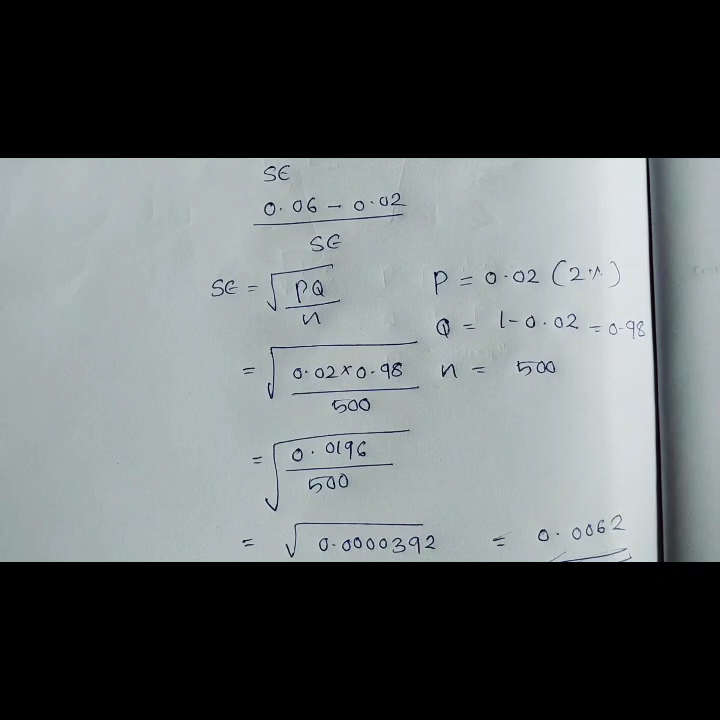 SE
0.06 - 0.02
SE
SE = √PQ
n
P = 0.02 (2%)
Q = 1-0.02 = 0.98
= √0.02×0.98
500
n = 500
= √0.0196
500
= √0.0000392 = 0.0062